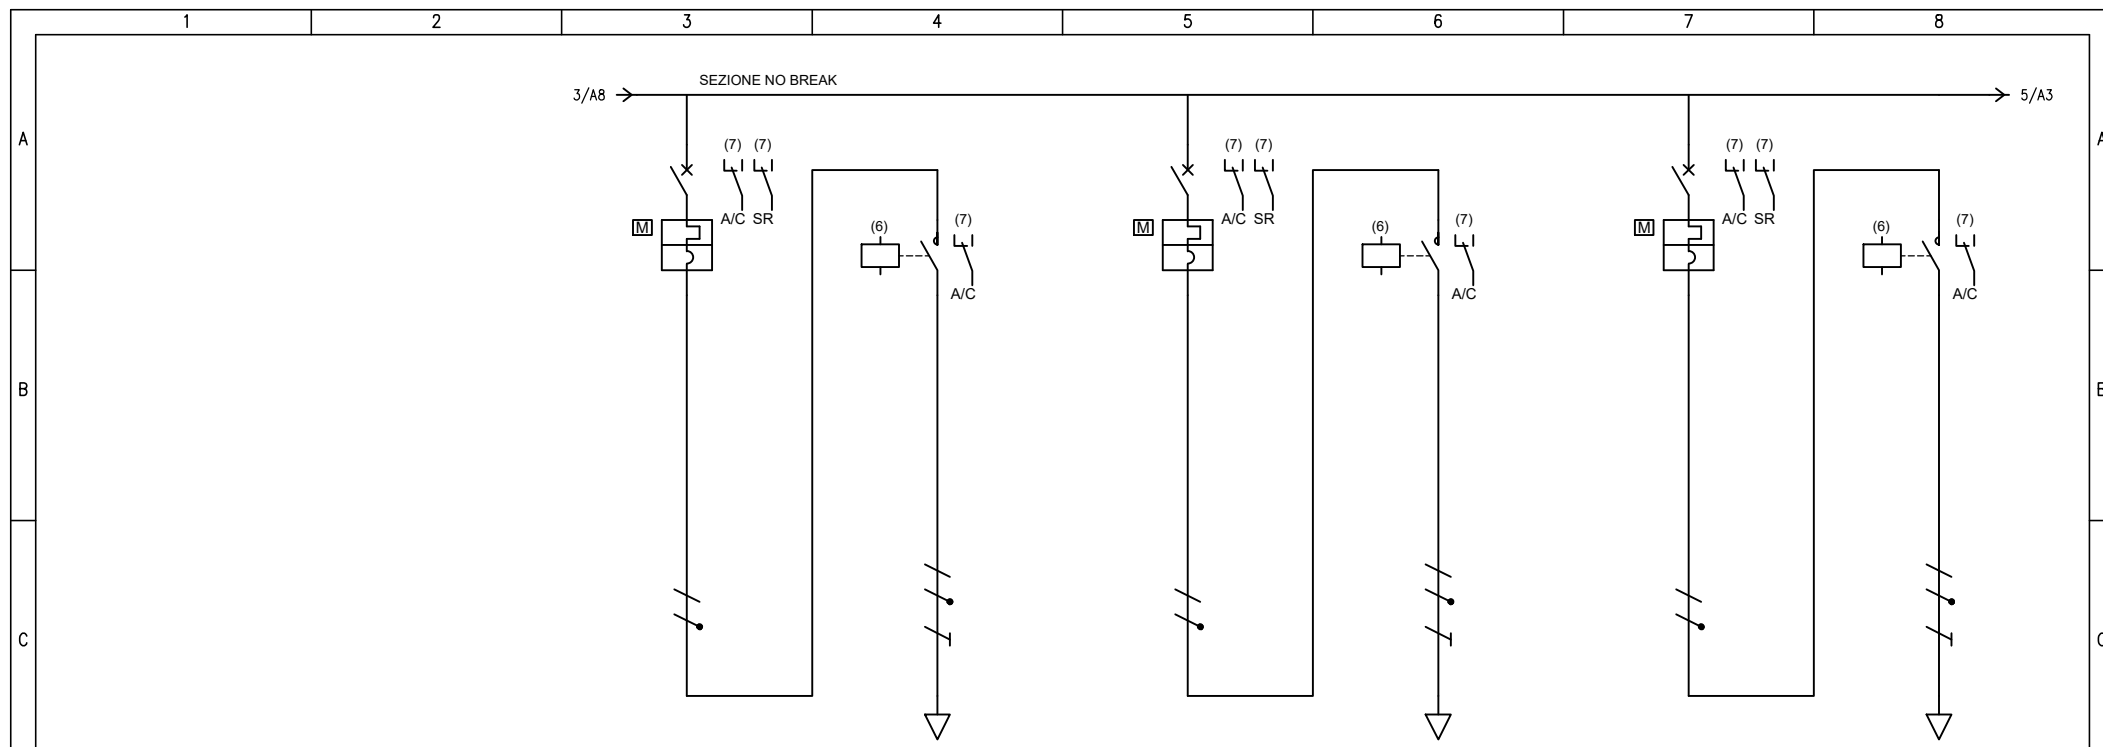 1 2 3 4 5 6 7 8
SEZIONE NO BREAK
3/A8 5/A3
A A
(7) (7) (7) (7) (7) (7)
A/C SR A/C SR A/C SR
M (6) (7) M (6) (7) M (6) (7)
A/C A/C A/C
B
C